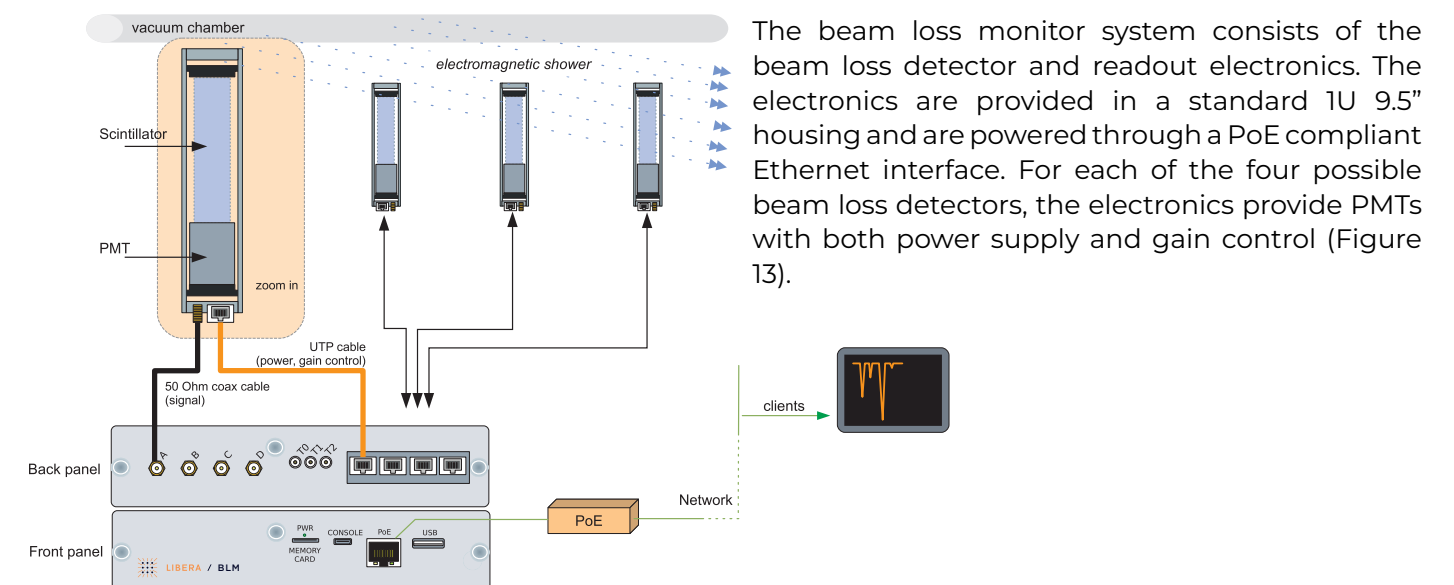 vacuum chamber
electromagnetic shower
Scintillator
PMT
zoom in
UTP cable
(power, gain control)
50 Ohm coax cable
(signal)
clients
A B C D T0 T1 T2
Back panel
Network
PoE
PWR
CONSOLE
PoE
USB
MEMORY
CARD
Front panel
LIBERA / BLM
The beam loss monitor system consists of the
beam loss detector and readout electronics. The
electronics are provided in a standard 1U 9.5”
housing and are powered through a PoE compliant
Ethernet interface. For each of the four possible
beam loss detectors, the electronics provide PMTs
with both power supply and gain control (Figure
13).